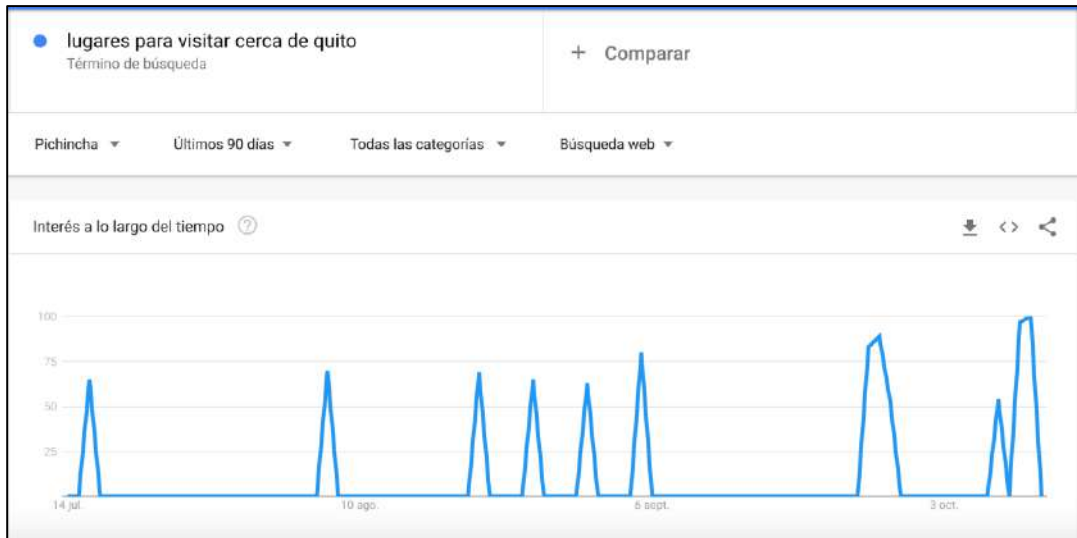 lugares para visitar cerca de quito
Término de búsqueda
+ Comparar
Pichincha
Últimos 90 días
Todas las categorías
Búsqueda web
Interés a lo largo del tiempo
100
75
50
25
14 jul.
10 ago.
6 sept.
3 oct.